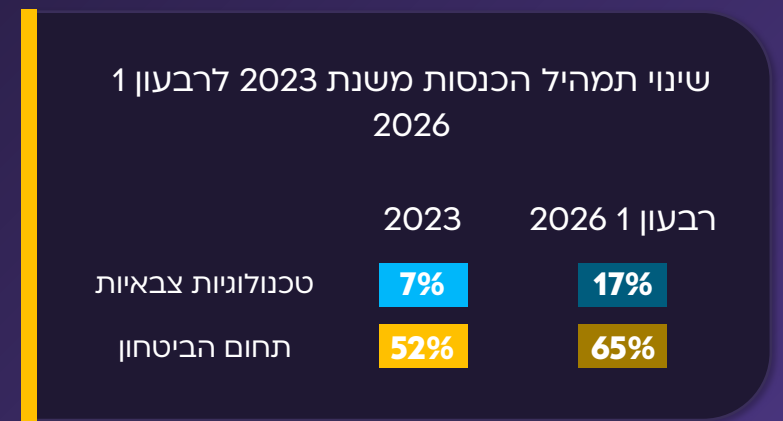 שינוי תמהיל הכנסות משנת 2023 לרבעון 1
2026
רבעון 1 2026 2023
17% 7% טכנולוגיות צבאיות
65% 52% תחום הביטחון